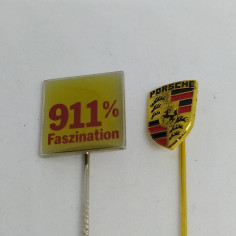 911%
Faszination
PORSCHE